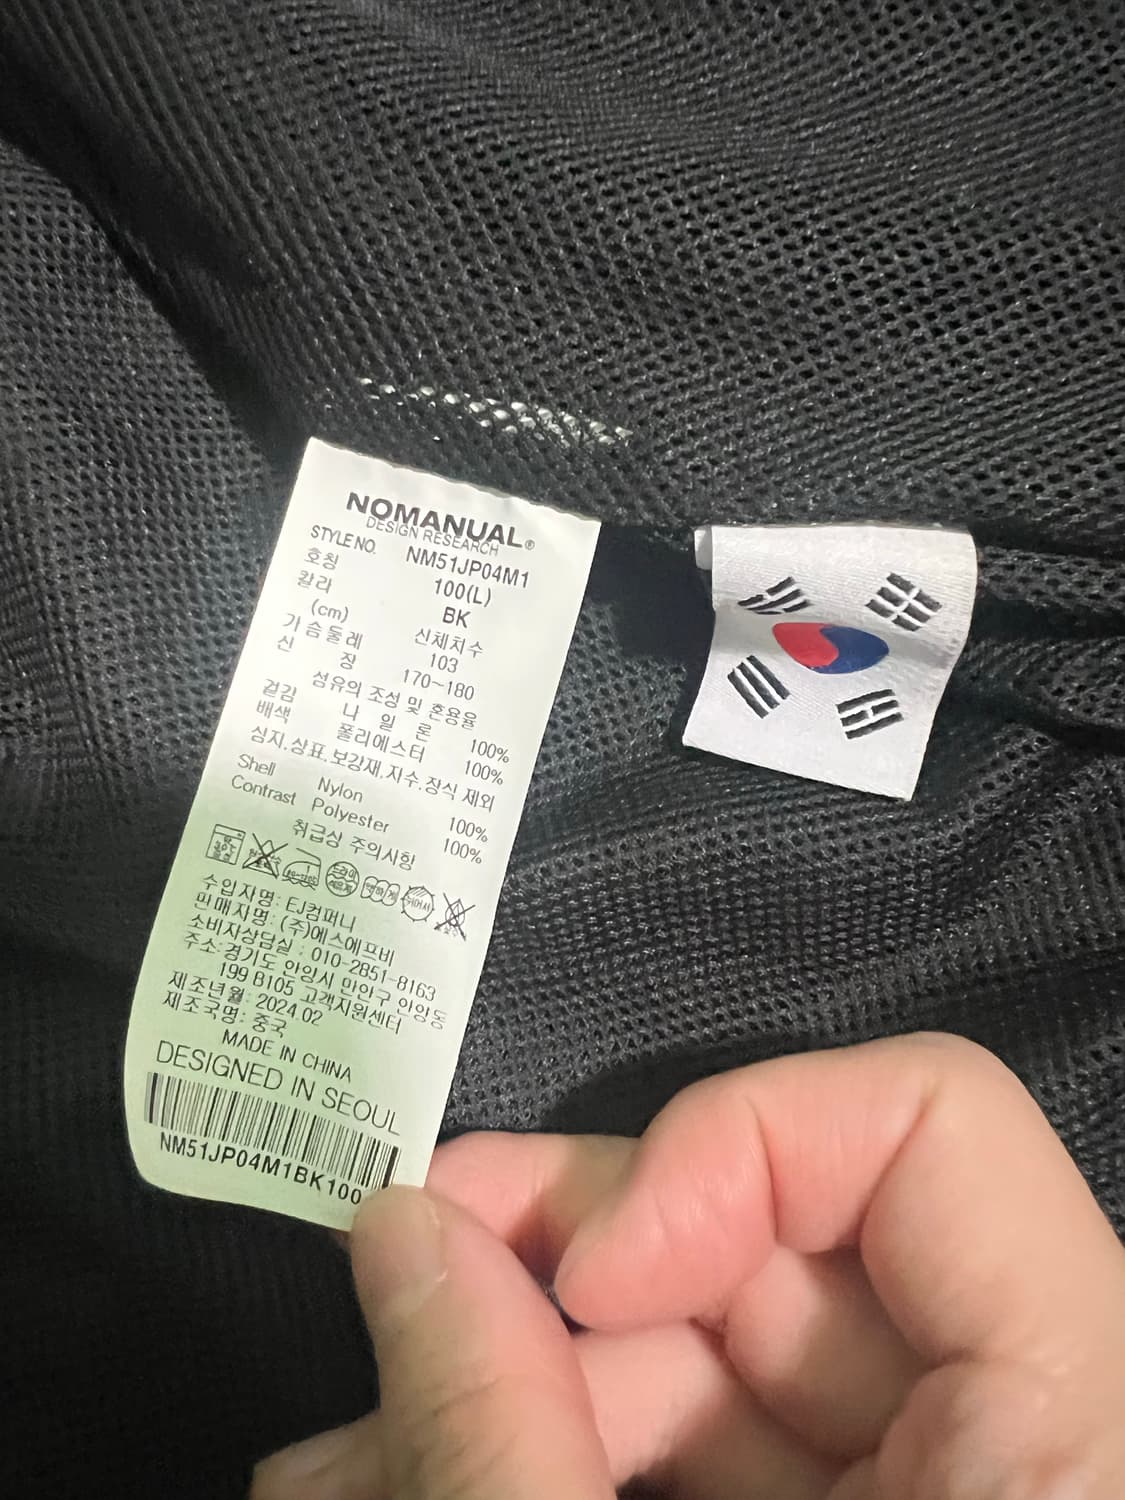 NOMANUAL®
DESIGN RESEARCH
STYLE NO. NM51JP04M1
호칭 100(L)
칼라 BK
(cm) 신체치수
가슴둘레 103
신 장 170~180
섬유의 조성 및 혼용율
겉감 나 일 론 100%
배색 폴리에스터 100%
심지.상표.보강재.자수.장식 제외
Shell Nylon 100%
Contrast Polyester 100%
취급상 주의사항
수입자명: EJ컴퍼니
판매자명: (주)에스에프비
소비자상담실 : 010-2851-8163
주소:경기도 안양시 만안구 안양동
199 B105 고객지원센터
제조년월: 2024.02
제조국명: 중국
MADE IN CHINA
DESIGNED IN SEOUL
NM51JP04M1BK100